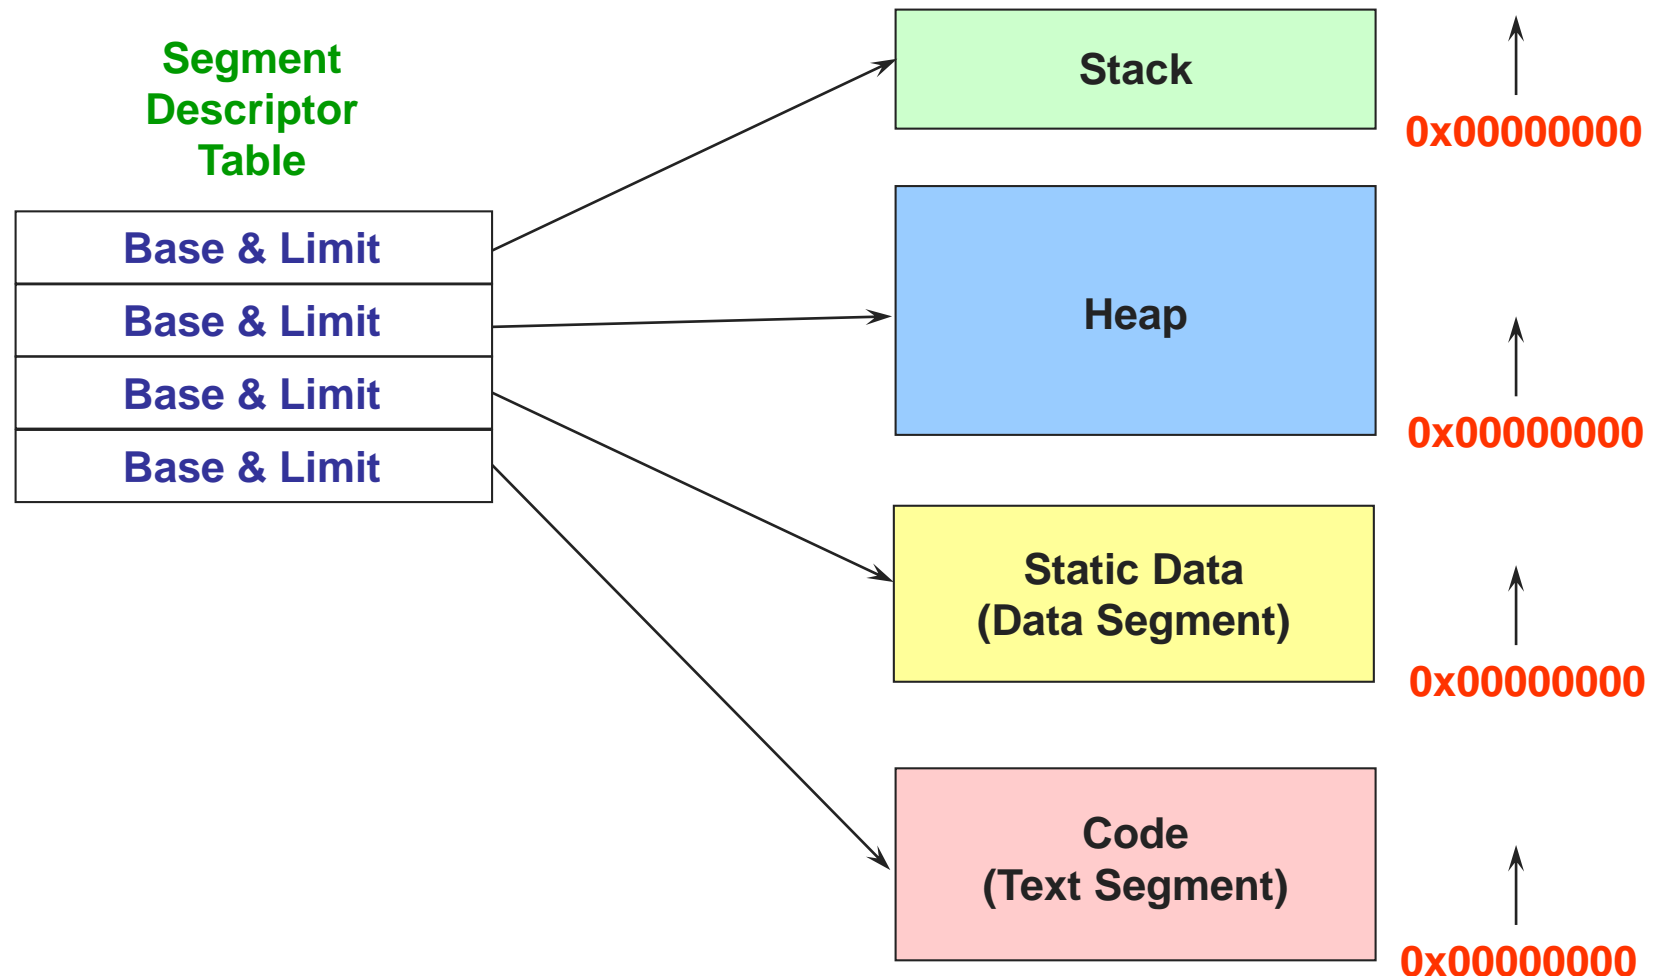 Segment
Descriptor
Table
Base & Limit
Base & Limit
Base & Limit
Base & Limit
Stack
0x00000000
Heap
0x00000000
Static Data
(Data Segment)
0x00000000
Code
(Text Segment)
0x00000000